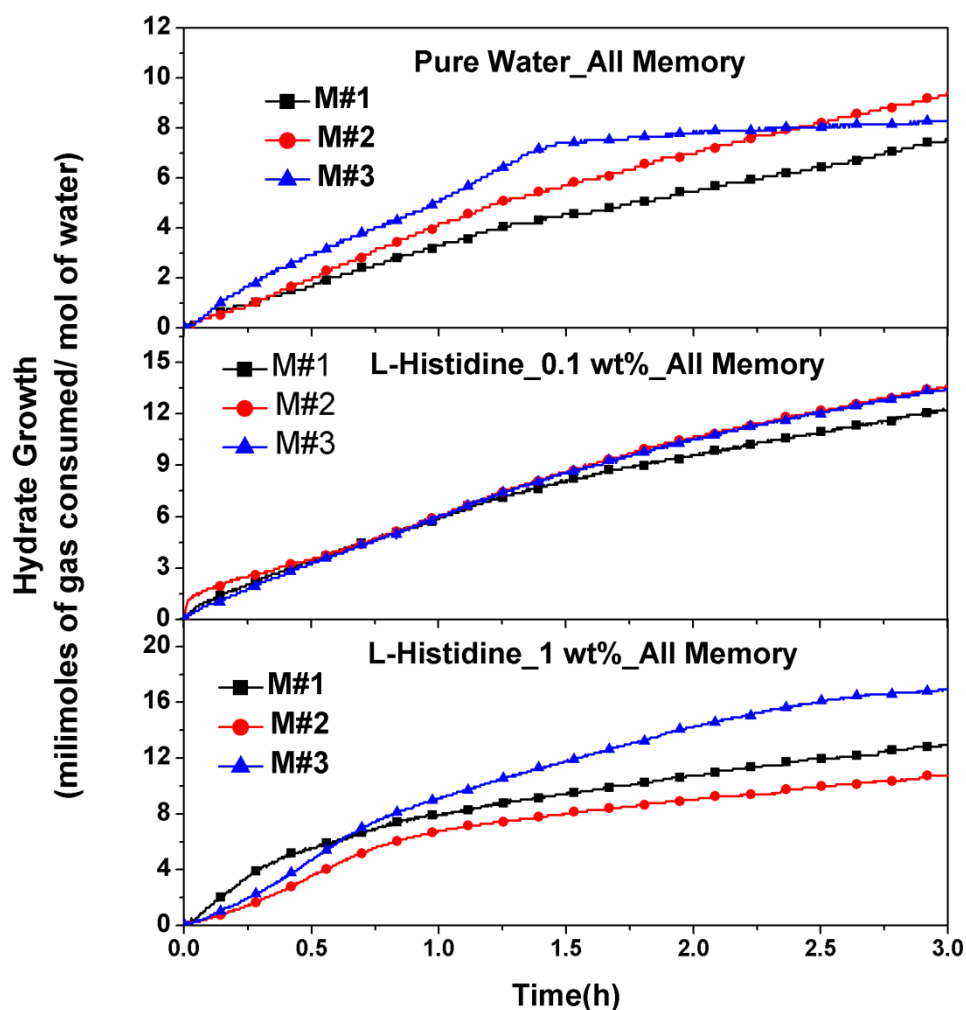 Hydrate Growth
(milimoles of gas consumed/ mol of water)
Pure Water_All Memory
M#1
M#2
M#3
12
10
8
6
4
2
0
L-Histidine_0.1 wt%_All Memory
M#1
M#2
M#3
15
12
9
6
3
0
L-Histidine_1 wt%_All Memory
M#1
M#2
M#3
20
16
12
8
4
0
0.0 0.5 1.0 1.5 2.0 2.5 3.0
Time(h)